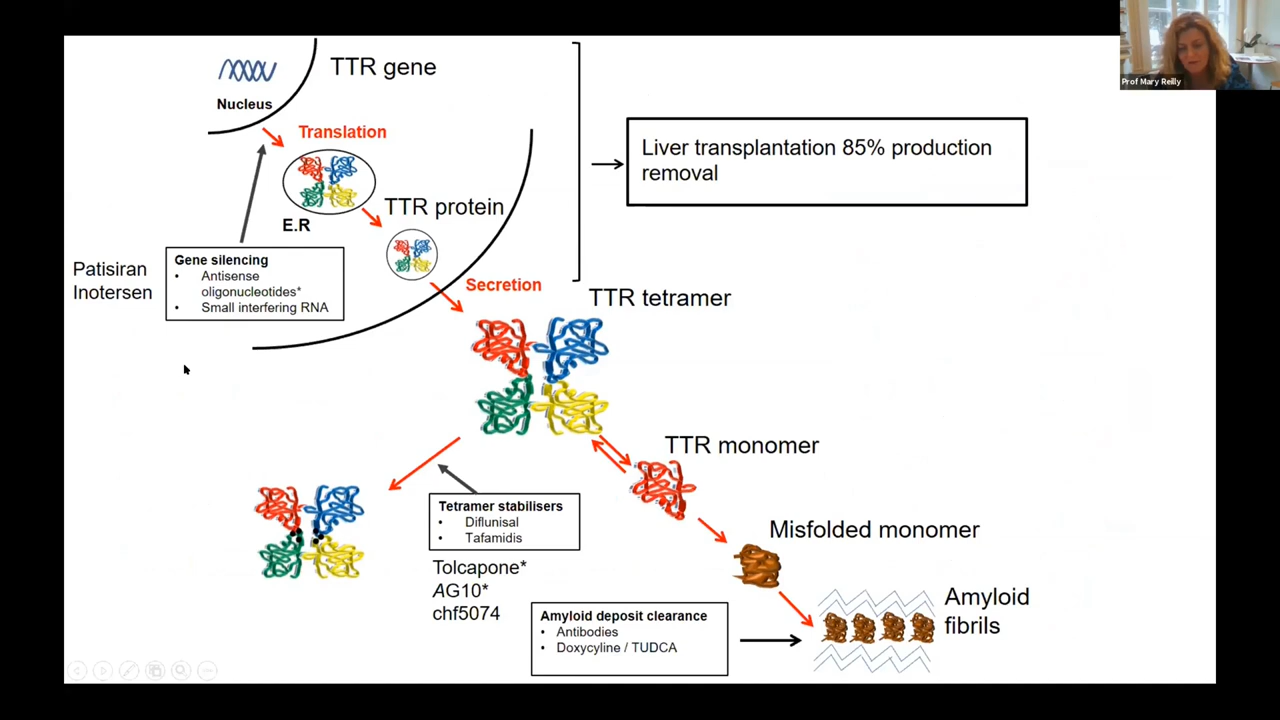 Prof Mary Reilly
TTR gene
Nucleus
Translation
Liver transplantation 85% production
removal
TTR protein
E.R
Patisiran
Inotersen
Gene silencing
• Antisense
oligonucleotides*
• Small interfering RNA
Secretion
TTR tetramer
TTR monomer
Tetramer stabilisers
• Diflunisal
• Tafamidis
Tolcapone*
AG10*
chf5074
Misfolded monomer
Amyloid
fibrils
Amyloid deposit clearance
• Antibodies
• Doxycyline / TUDCA